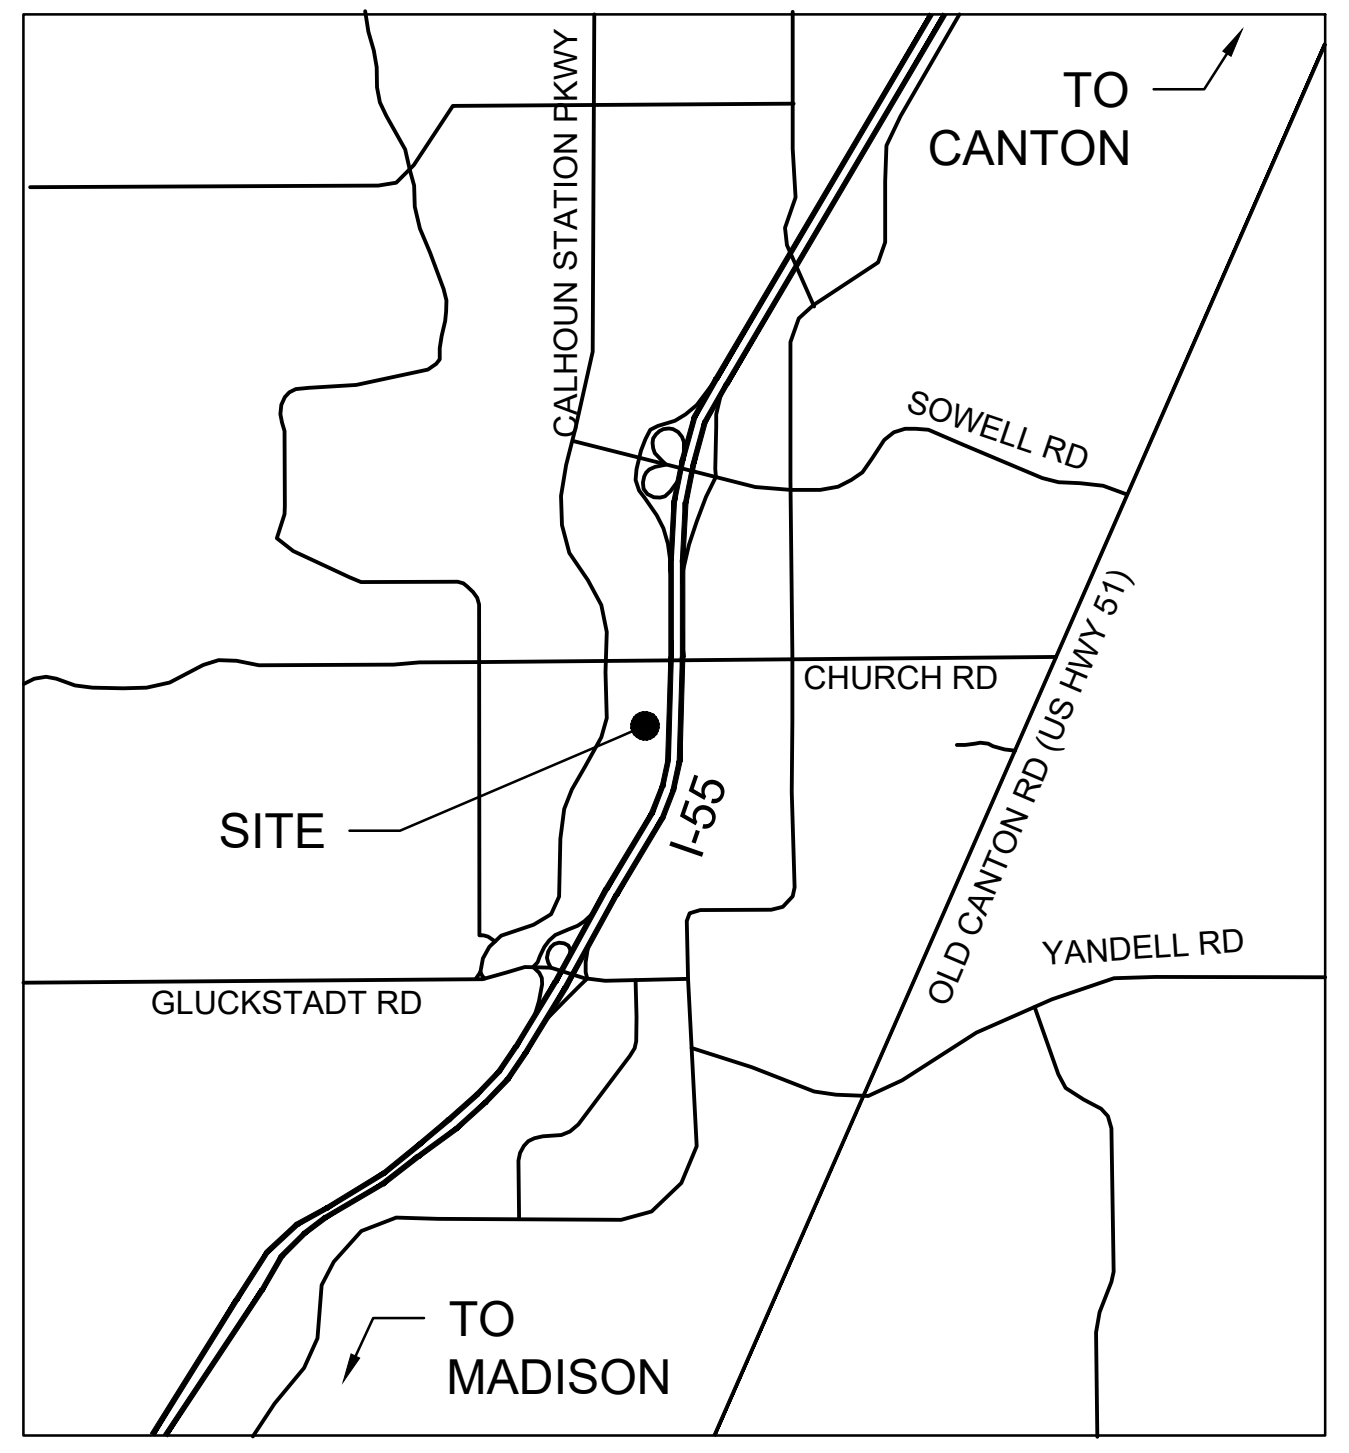 CALHOUN STATION PKWY
TO
CANTON
SOWELL RD
OLD CANTON RD (US HWY 51)
CHURCH RD
SITE
I-55
YANDELL RD
GLUCKSTADT RD
TO
MADISON